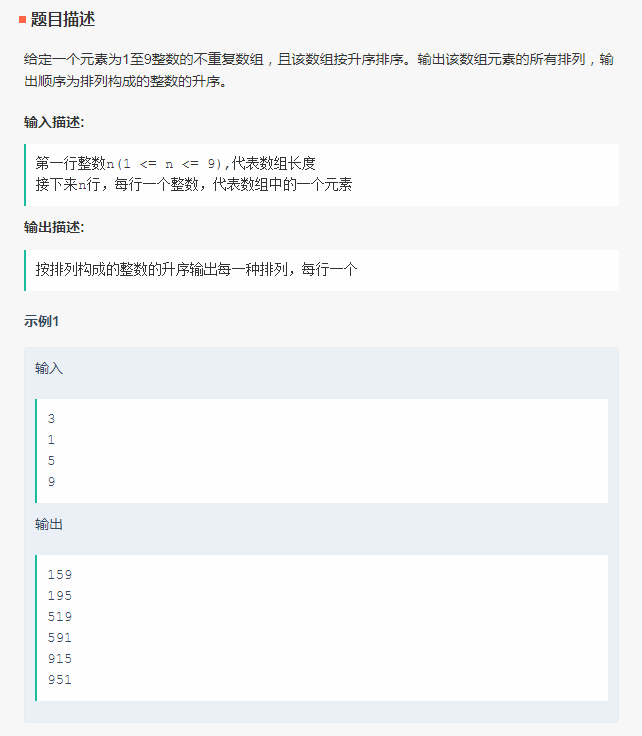 题目描述
给定一个元素为1至9整数的不重复数组，且该数组按升序排序。输出该数组元素的所有排列，输
出顺序为排列构成的整数的升序。
输入描述:
第一行整数n(1 <= n <= 9),代表数组长度
接下来n行，每行一个整数，代表数组中的一个元素
输出描述:
按排列构成的整数的升序输出每一种排列，每行一个
示例1
输入
3
1
5
9
输出
159
195
519
591
915
951